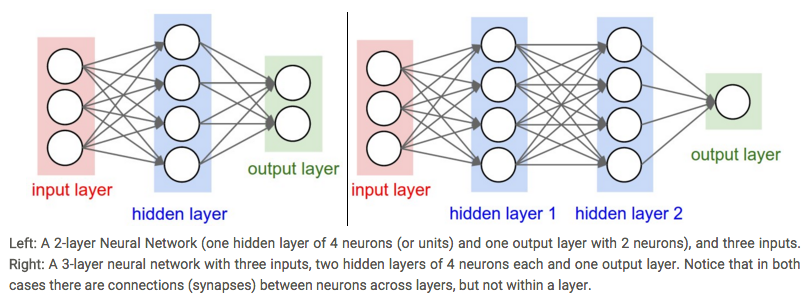 input layer
hidden layer
output layer
input layer
hidden layer 1
hidden layer 2
output layer
Left: A 2-layer Neural Network (one hidden layer of 4 neurons (or units) and one output layer with 2 neurons), and three inputs.
Right: A 3-layer neural network with three inputs, two hidden layers of 4 neurons each and one output layer. Notice that in both
cases there are connections (synapses) between neurons across layers, but not within a layer.